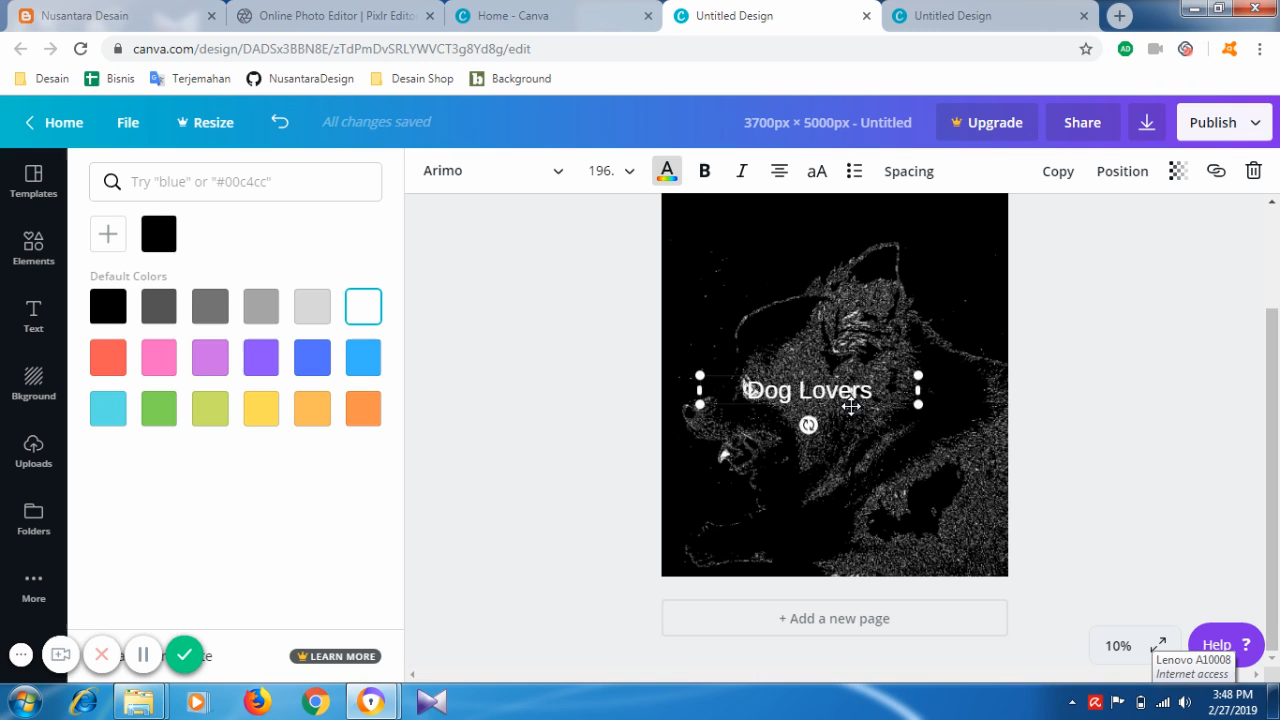 Nusantara Desain
Online Photo Editor | Pixlr Editor
Home - Canva
Untitled Design
Untitled Design
canva.com/design/DADSx3BBN8E/zTdPmDvSRLYWVCT3g8Yd8g/edit
Desain
Bisnis
Terjemahan
NusantaraDesign
Desain Shop
Background
Home
File
Resize
All changes saved
3700px × 5000px - Untitled
Upgrade
Share
Publish
Templates
Elements
Text
Bkground
Uploads
Folders
More
Try "blue" or "#00c4cc"
Default Colors
LEARN MORE
Arimo
196.
A
B
I
aA
Spacing
Copy
Position
Dog Lovers
+ Add a new page
10%
Help ?
Lenovo A10008
Internet access
3:48 PM
2/27/2019